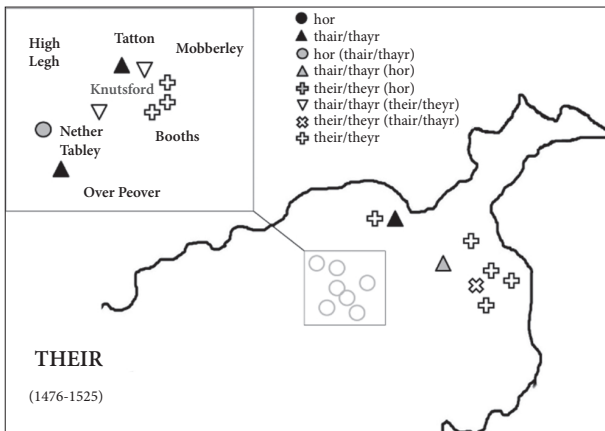 High
Legh
Tatton
Mobberley
Knutsford
Nether
Tabley
Booths
Over Peover
hor
thair/thayr
hor (thair/thayr)
thair/thayr (hor)
their/theyr (hor)
thair/thayr (their/theyr)
their/theyr (thair/thayr)
their/theyr
THEIR
(1476-1525)